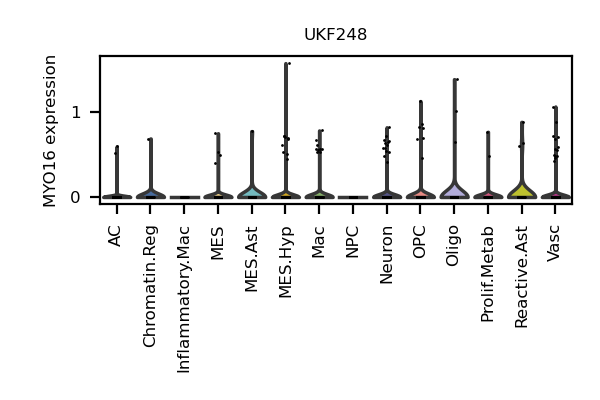 UKF248
MYO16 expression
1
0
AC
Chromatin.Reg
Inflammatory.Mac
MES
MES.Ast
MES.Hyp
Mac
NPC
Neuron
OPC
Oligo
Prolif.Metab
Reactive.Ast
Vasc